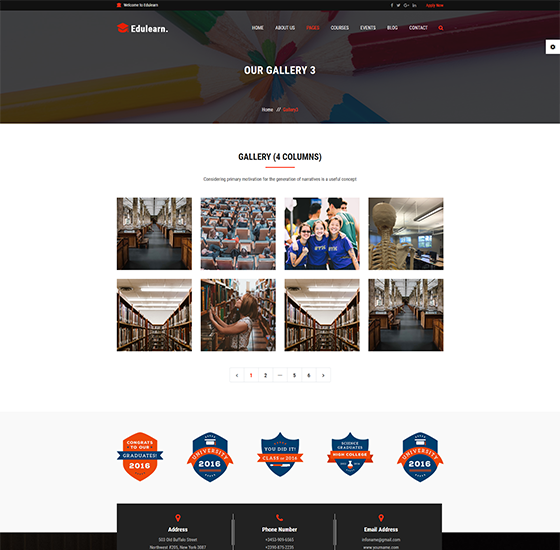 Welcome to Edulearn
Apply Now
Edulearn.
HOME ABOUT US PAGES COURSES EVENTS BLOG CONTACT
OUR GALLERY 3
Home // Gallery3
GALLERY (4 COLUMNS)
Considering primary motivation for the generation of narratives is a useful concept
1 2 ... 5 6
CONGRATS
TO OUR
GRADUATES!
2016
UNIVERSITY
2016
YOU DID IT!
CLASS OF 2016
SCIENCE
GRADUATES
HIGH COLLEGE
UNIVERSITY
2016
Address
503 Old Buffalo Street
Northwest #205, New York-3087
Phone Number
+3453-909-6565
+2390-875-2235
Email Address
infoname@gmail.com
www.yourname.com